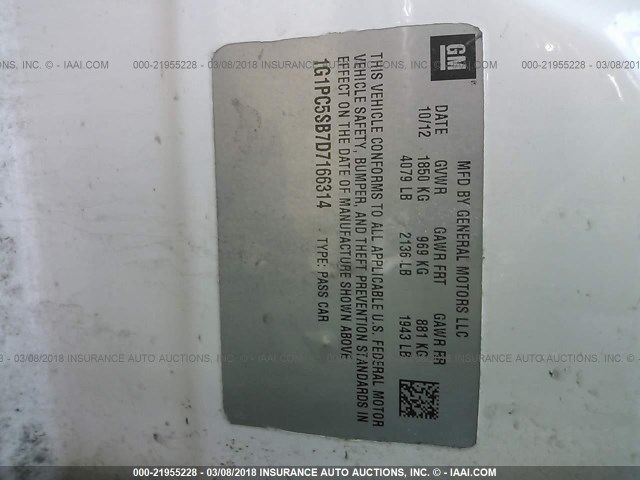 GM
MFD BY GENERAL MOTORS LLC
DATE GVWR GAWR FRT GAWR RR
10/12 1850 KG 969 KG 881 KG
4079 LB 2136 LB 1943 LB
THIS VEHICLE CONFORMS TO ALL APPLICABLE U.S. FEDERAL MOTOR
VEHICLE SAFETY, BUMPER, AND THEFT PREVENTION STANDARDS IN
EFFECT ON THE DATE OF MANUFACTURE SHOWN ABOVE
1G1PC5SB7D7166314 TYPE: PASS CAR
000-21955228 - 03/08/2018 INSURANCE AUTO AUCTIONS, INC. - © IAAI.COM